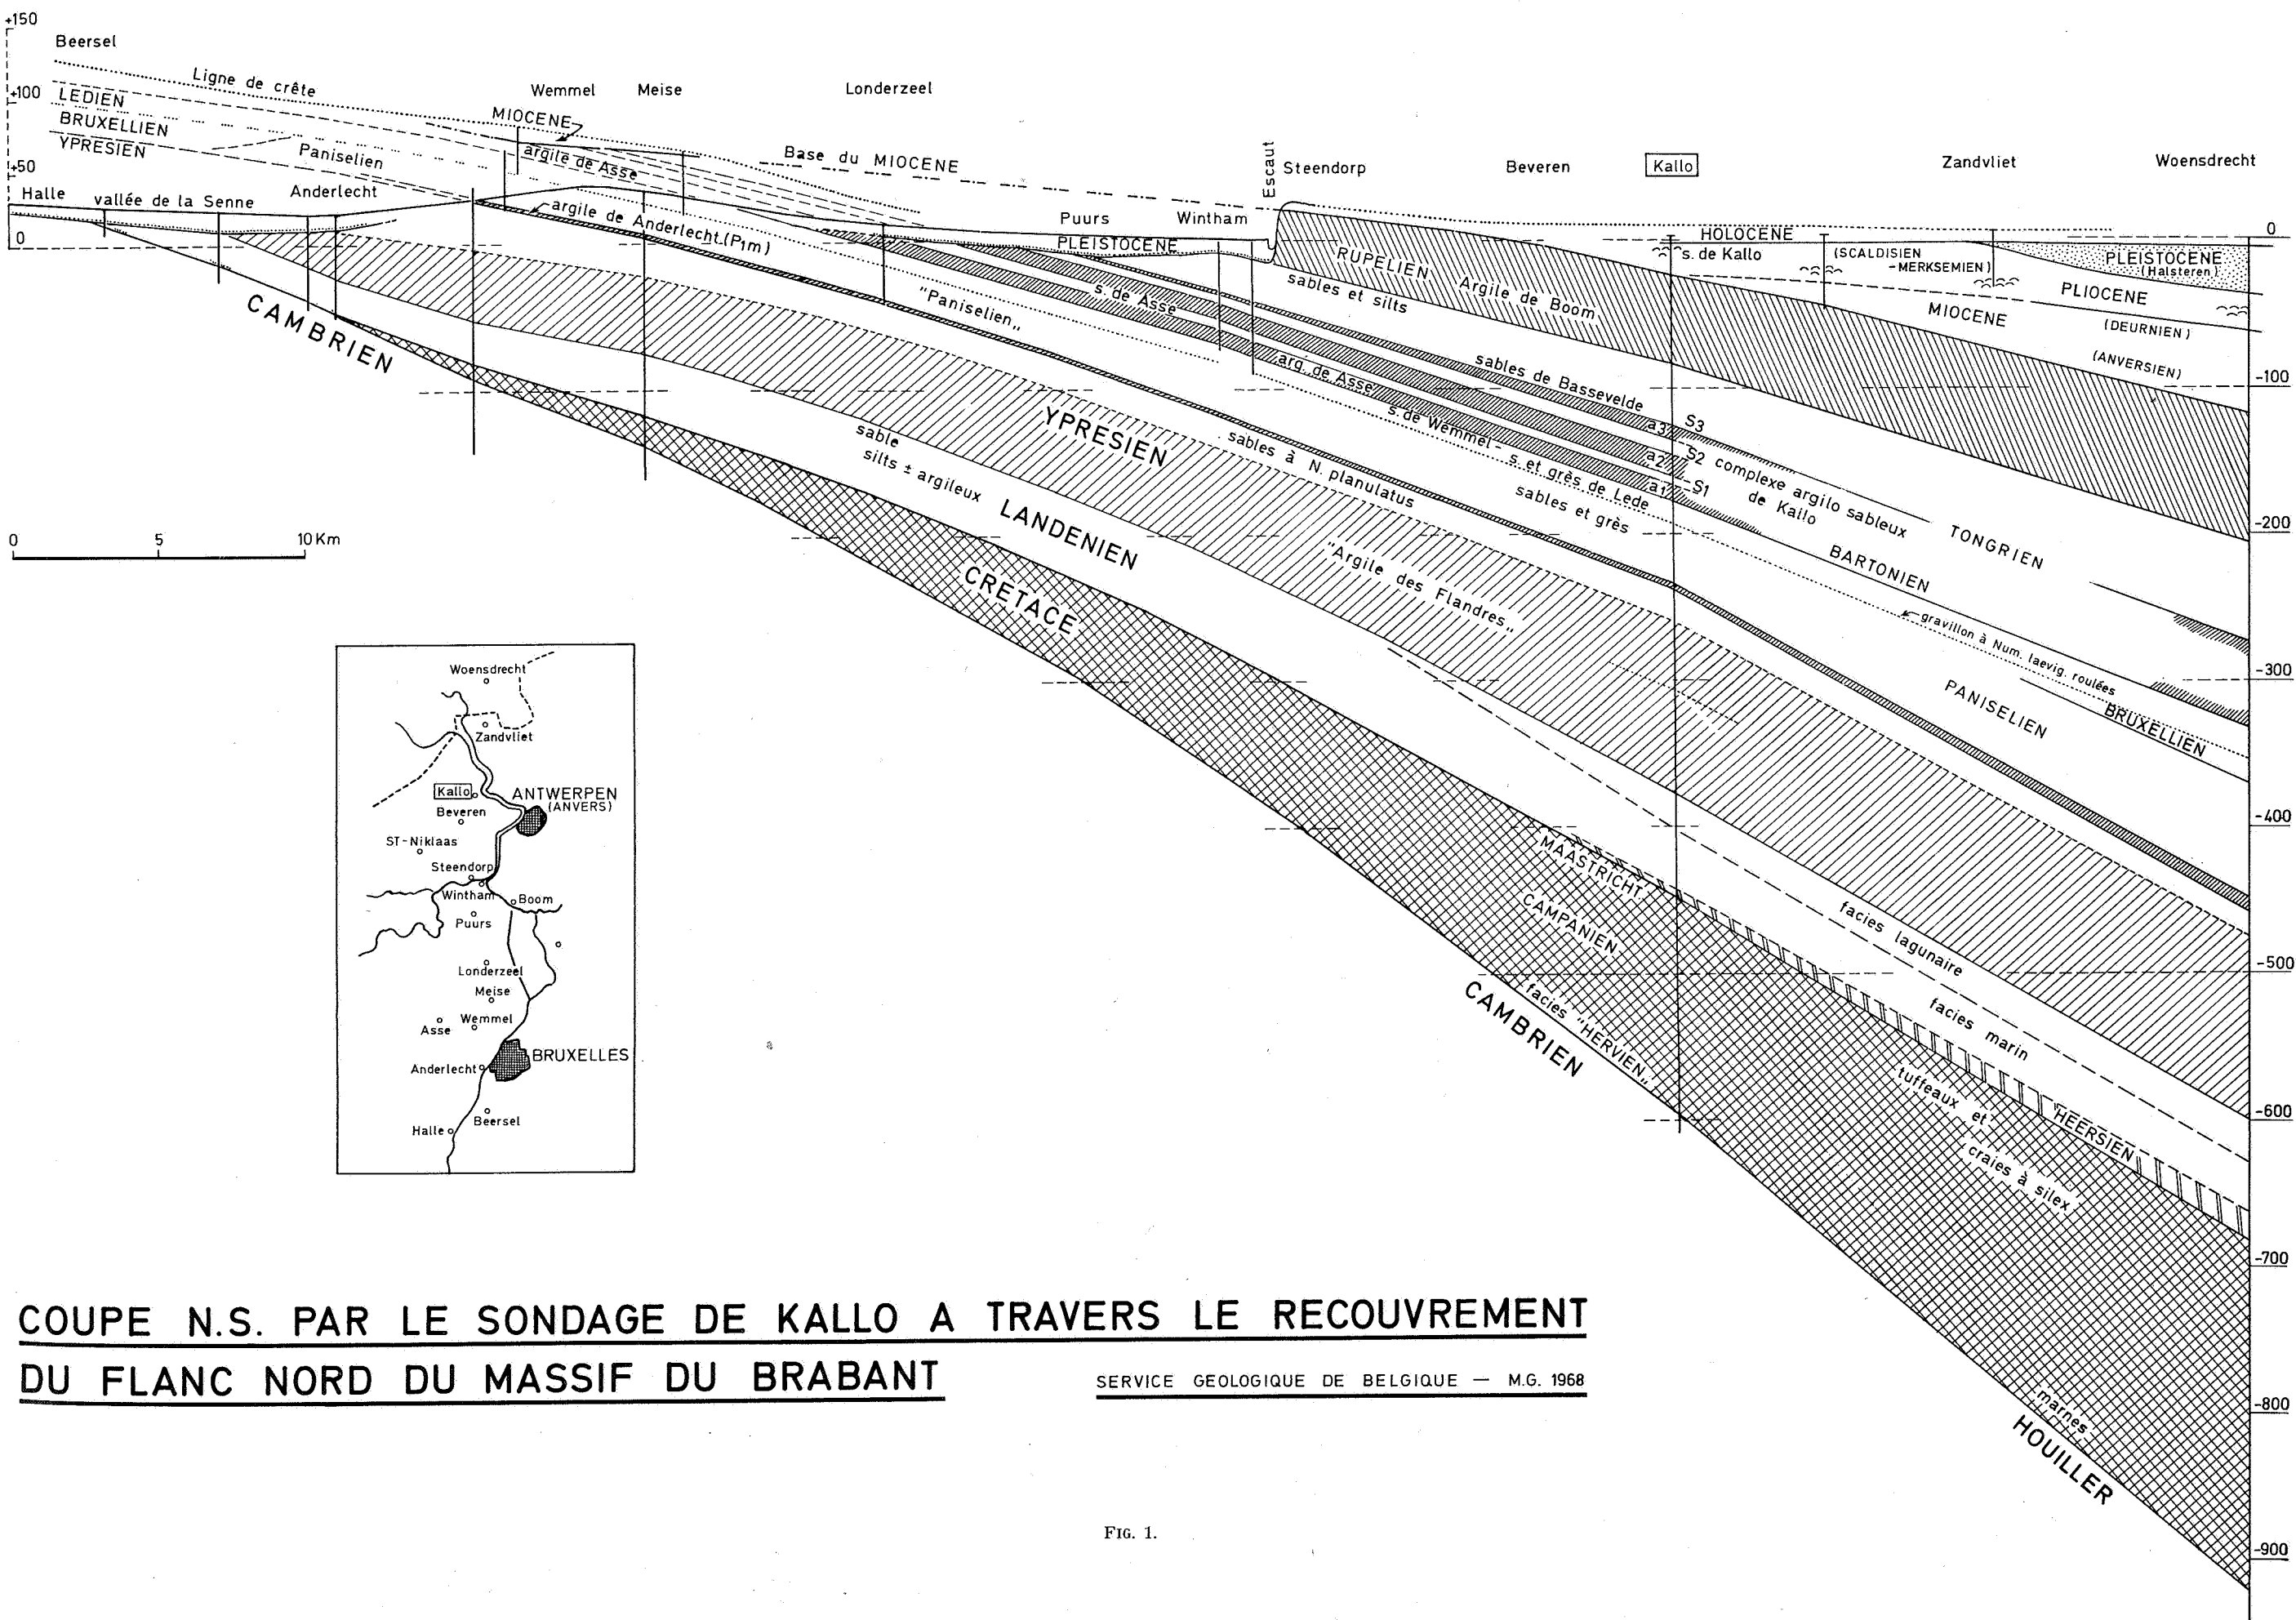 +150
Beersel
Ligne de crête
+100
LEDIEN
BRUXELLIEN
YPRESIEN
Paniselien
+50
Halle
vallée de la Senne
Anderlecht
0
CAMBRIEN
Wemmel
Meise
Londerzeel
MIOCENE
argile de Asse
Base du MIOCENE
argile de Anderlecht.(P1m)
"Paniselien„
Puurs
Wintham
PLEISTOCENE
Escaut
Steendorp
Beveren
Kallo
Zandvliet
Woensdrecht
0
HOLOCENE
s. de Kallo
(SCALDISIEN
-MERKSEMIEN)
PLEISTOCENE
(Halsteren)
PLIOCENE
MIOCENE
(DEURNIEN)
(ANVERSIEN)
RUPELIEN
Argile de Boom
sables et silts
s. de Asse
arg. de Asse
sables de Bassevelde
s. de Wemmel - s. et grès de Lede
sables et grès
S3
a3
S2 complexe argilo sableux
de Kallo
a2
S1
a1
TONGRIEN
BARTONIEN
gravillon à Num. laevig. roulées
BRUXELLIEN
PANISELIEN
YPRESIEN
sables à N. planulatus
"Argile des Flandres„
sable
silts ± argileux
LANDENIEN
CRETACE
MAASTRICHT.
CAMPANIEN
facies "HERVIEN„
CAMBRIEN
facies lagunaire
facies marin
HEERSIEN
tuffeaux et
craies à silex
marnes
HOUILLER
-100
-200
-300
-400
-500
-600
-700
-800
-900
0 5 10 Km
Woensdrecht
Zandvliet
Kallo
ANTWERPEN
(ANVERS)
Beveren
ST-Niklaas
Steendorp
Wintham
Boom
Puurs
Londerzeel
Meise
Wemmel
Asse
BRUXELLES
Anderlecht
Beersel
Halle
COUPE N.S. PAR LE SONDAGE DE KALLO A TRAVERS LE RECOUVREMENT
DU FLANC NORD DU MASSIF DU BRABANT
SERVICE GEOLOGIQUE DE BELGIQUE — M.G. 1968
FIG. 1.